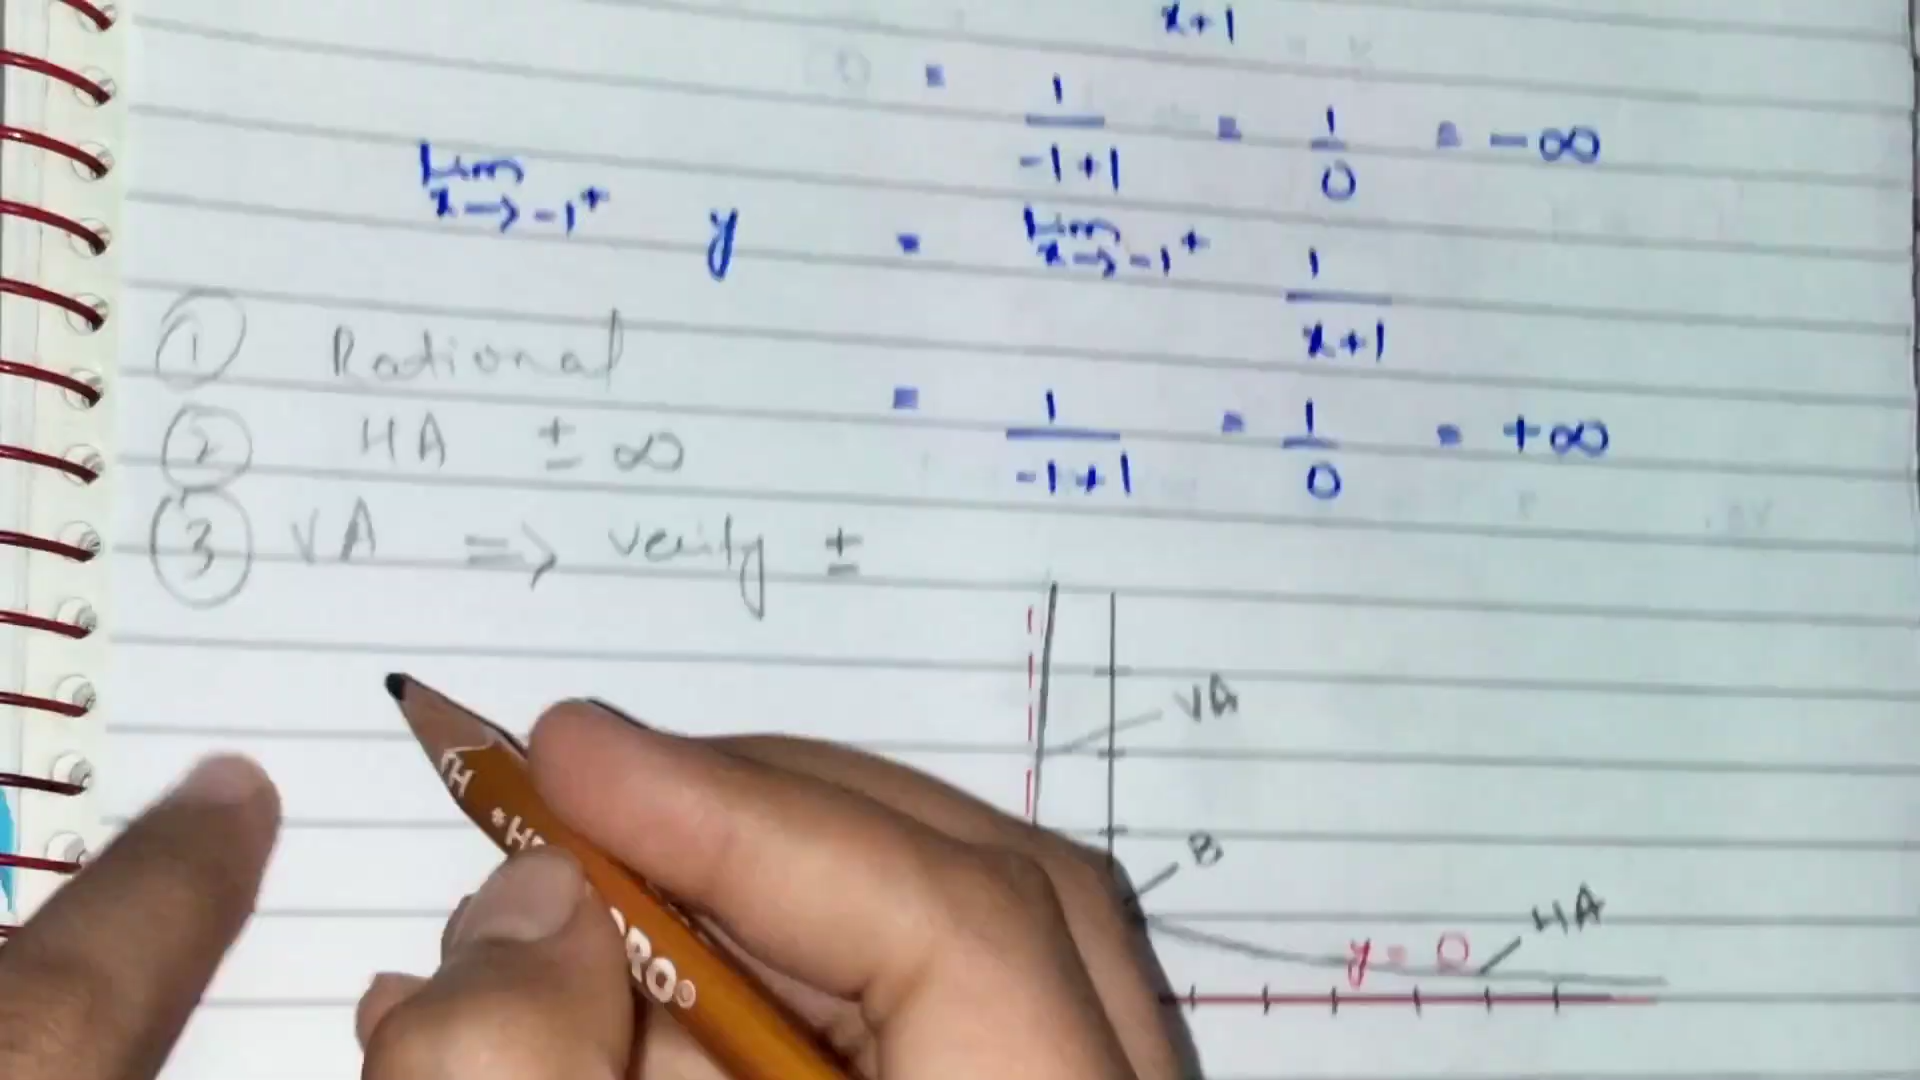 x+1
= 1/(-1+1) = 1/0 = -∞
lim x→-1⁺ y = lim x→-1⁺ 1/(x+1)
① Rational
= 1/(-1+1) = 1/0 = +∞
② HA ± ∞
③ VA => verify ±
VA
B
HA
y = 0